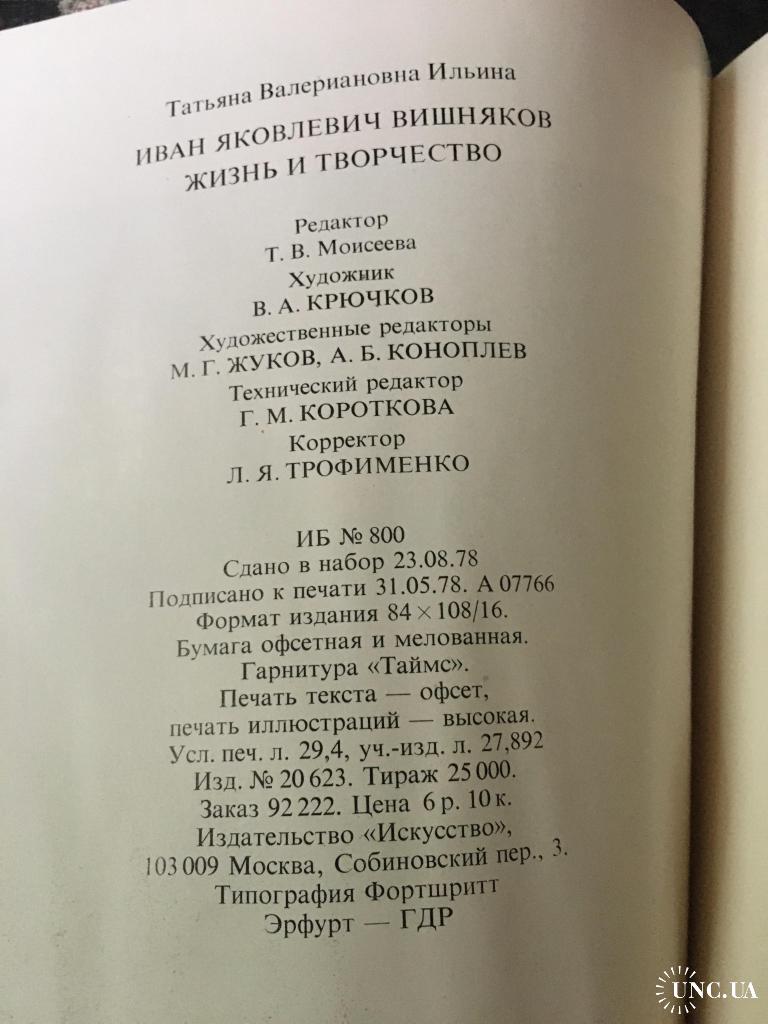 Татьяна Валериановна Ильина
ИВАН ЯКОВЛЕВИЧ ВИШНЯКОВ
ЖИЗНЬ И ТВОРЧЕСТВО
Редактор
Т. В. Моисеева
Художник
В. А. КРЮЧКОВ
Художественные редакторы
М. Г. ЖУКОВ, А. Б. КОНОПЛЕВ
Технический редактор
Г. М. КОРОТКОВА
Корректор
Л. Я. ТРОФИМЕНКО
ИБ № 800
Сдано в набор 23.08.78
Подписано к печати 31.05.78. А 07766
Формат издания 84 × 108/16.
Бумага офсетная и мелованная.
Гарнитура «Таймс».
Печать текста — офсет,
печать иллюстраций — высокая.
Усл. печ. л. 29,4, уч.-изд. л. 27,892
Изд. № 20 623. Тираж 25 000.
Заказ 92 222. Цена 6 р. 10 к.
Издательство «Искусство»,
103 009 Москва, Собиновский пер., 3.
Типография Фортшритт
Эрфурт — ГДР
UNC.UA